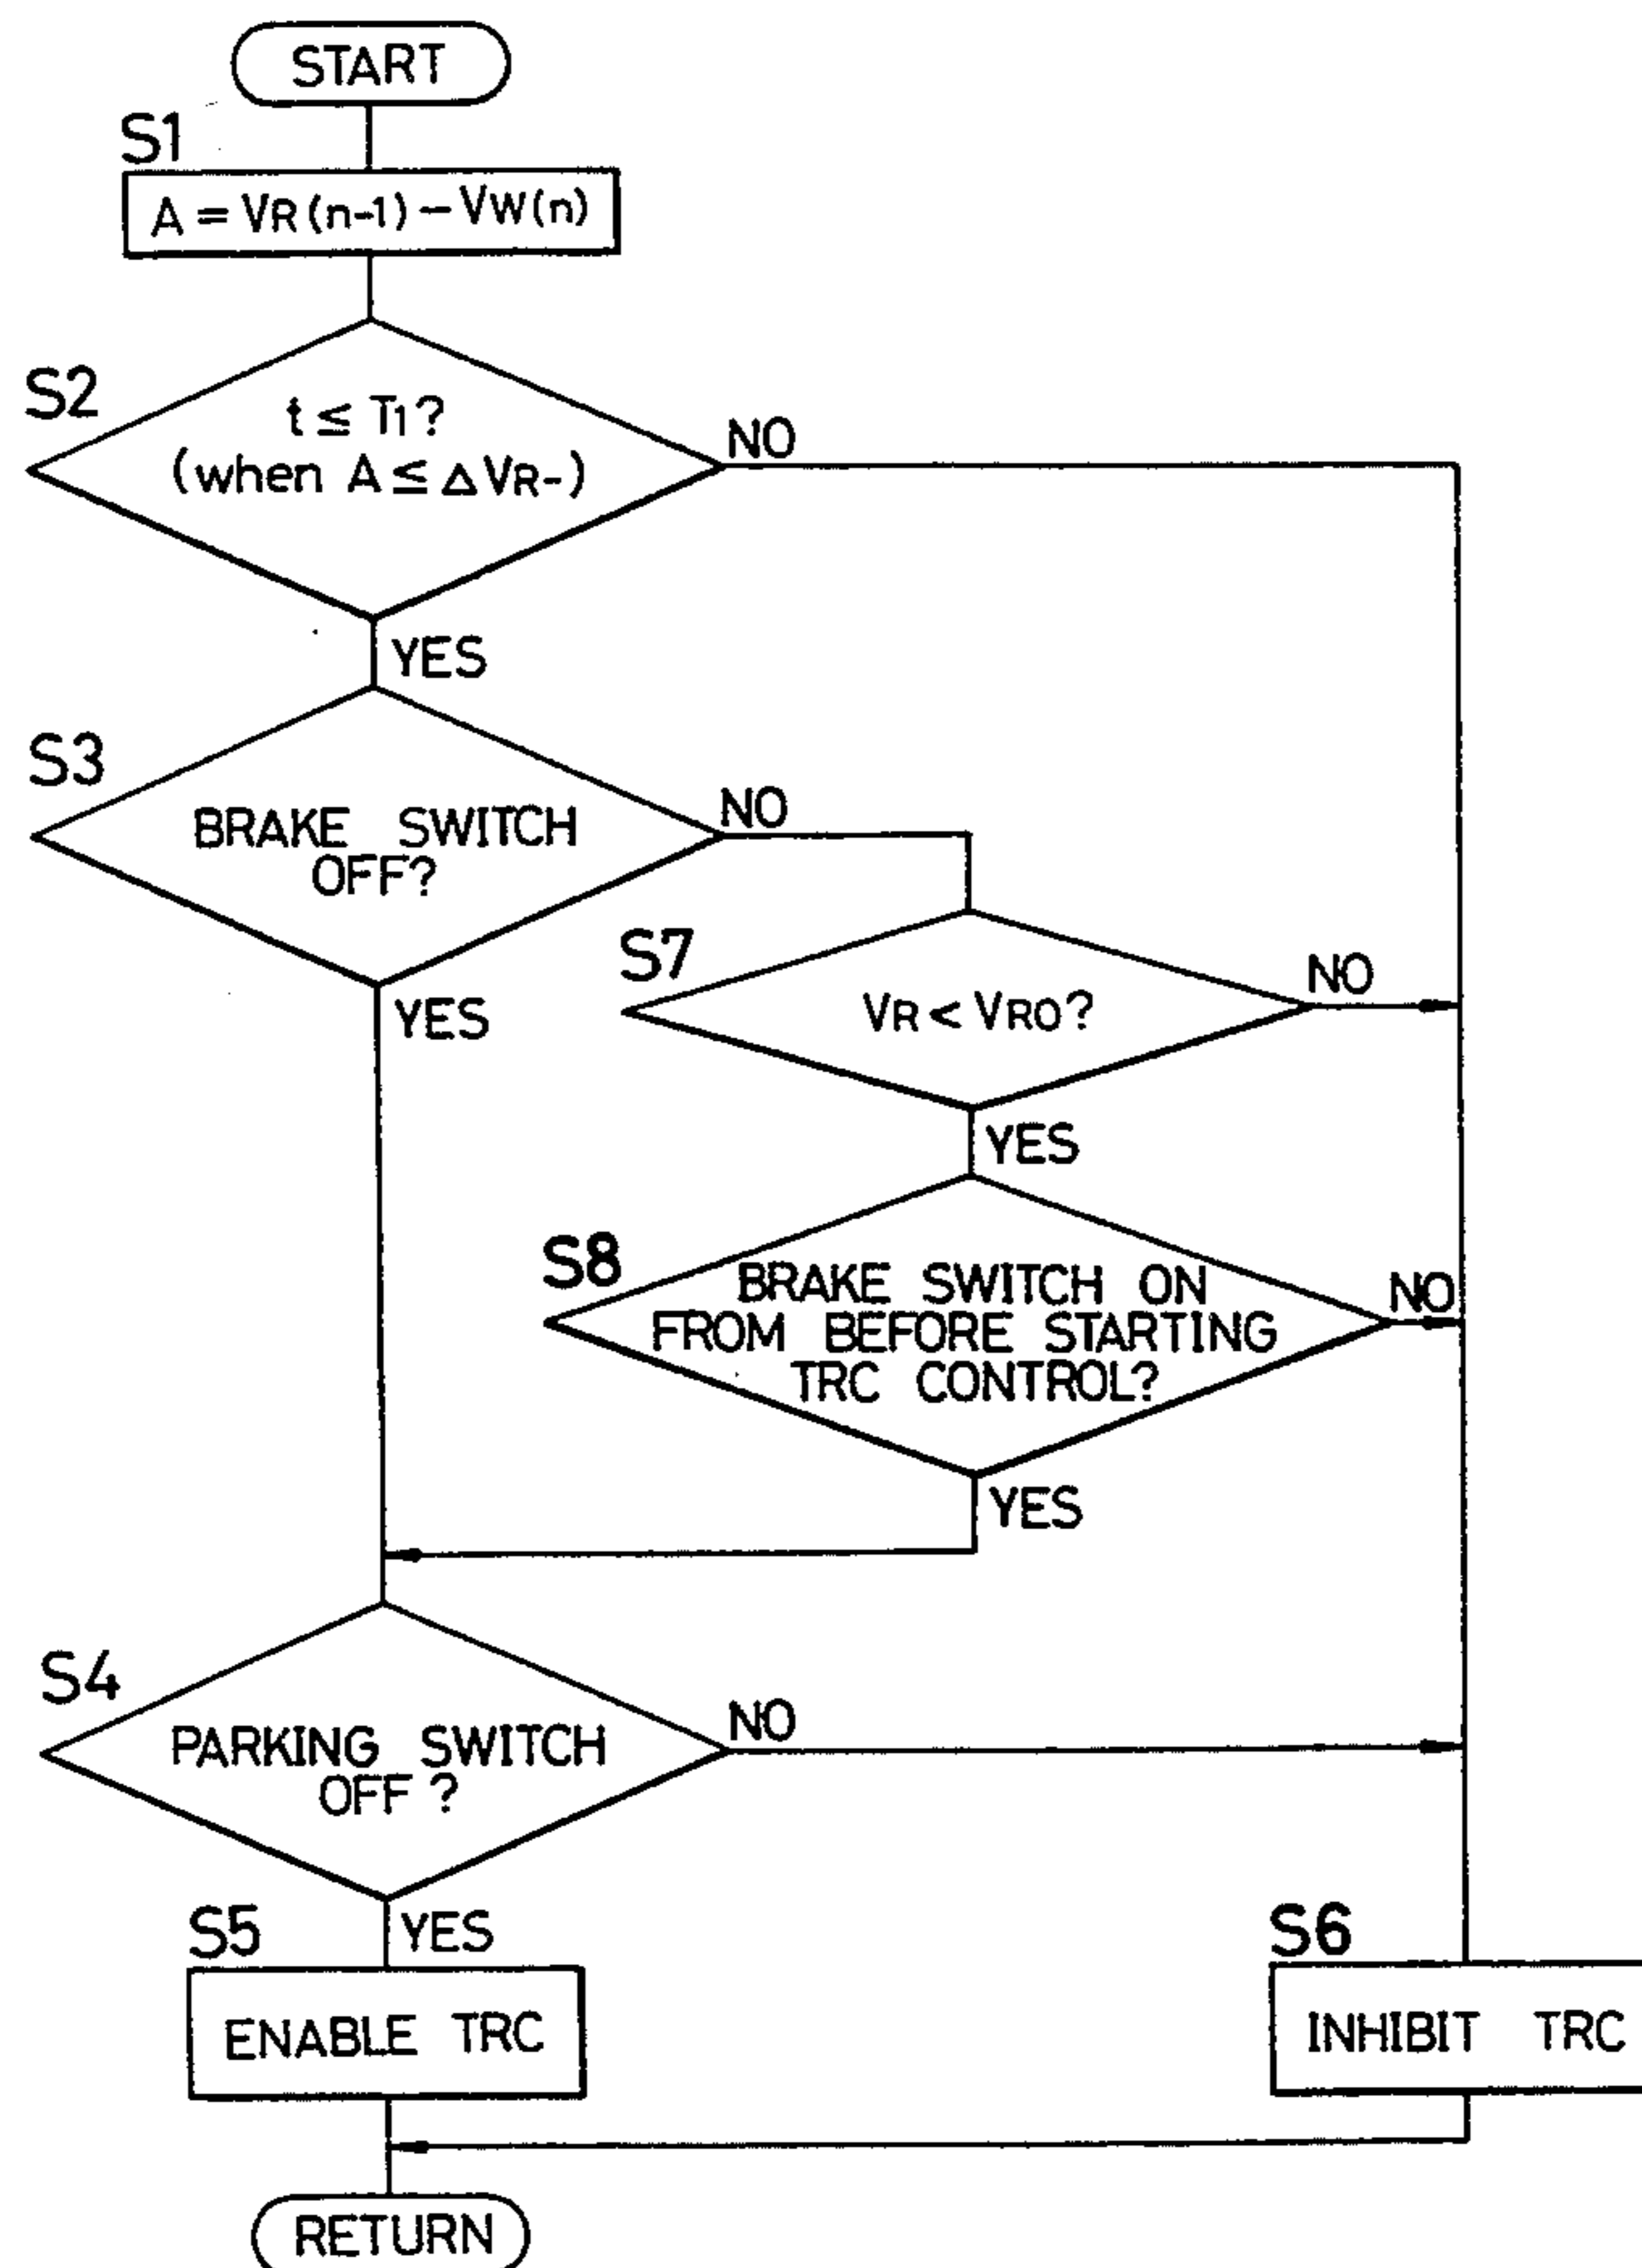 START
S1
A = VR(n-1) - VW(n)
S2
t ≤ T1?
(when A ≤ ΔVR-)
NO
YES
S3
BRAKE SWITCH
OFF?
NO
YES
S7
VR < VRO?
NO
YES
S8
BRAKE SWITCH ON
FROM BEFORE STARTING
TRC CONTROL?
NO
YES
S4
PARKING SWITCH
OFF?
NO
YES
S5
ENABLE TRC
S6
INHIBIT TRC
RETURN